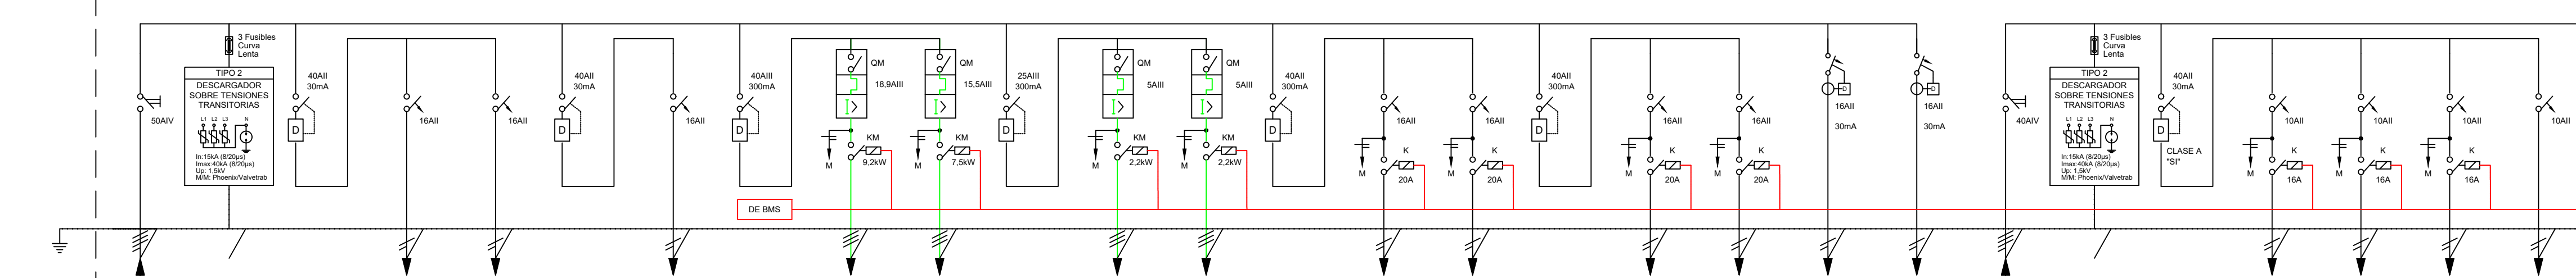 50AIV
3 Fusibles
Curva
Lenta
TIPO 2
DESCARGADOR
SOBRE TENSIONES
TRANSITORIAS
L1 L2 L3 N
In:15kA (8/20µs)
Imax:40kA (8/20µs)
Up: 1,5kV
M/M: Phoenix/Valvetrab
40AII
30mA
D
16AII
16AII
40AII
30mA
D
16AII
40AIII
300mA
D
DE BMS
QM
18,9AIII
M
KM
9,2kW
QM
15,5AIII
M
KM
7,5kW
25AIII
300mA
D
QM
5AIII
M
KM
2,2kW
QM
5AIII
M
KM
2,2kW
40AII
300mA
D
16AII
M
K
20A
16AII
M
K
20A
40AII
300mA
D
16AII
M
K
20A
16AII
M
K
20A
D
16AII
30mA
D
16AII
30mA
40AIV
3 Fusibles
Curva
Lenta
TIPO 2
DESCARGADOR
SOBRE TENSIONES
TRANSITORIAS
L1 L2 L3 N
In:15kA (8/20µs)
Imax:40kA (8/20µs)
Up: 1,5kV
M/M: Phoenix/Valvetrab
40AII
30mA
D
CLASE A
"SI"
10AII
M
K
16A
10AII
M
K
16A
10AII
M
K
16A
10AII